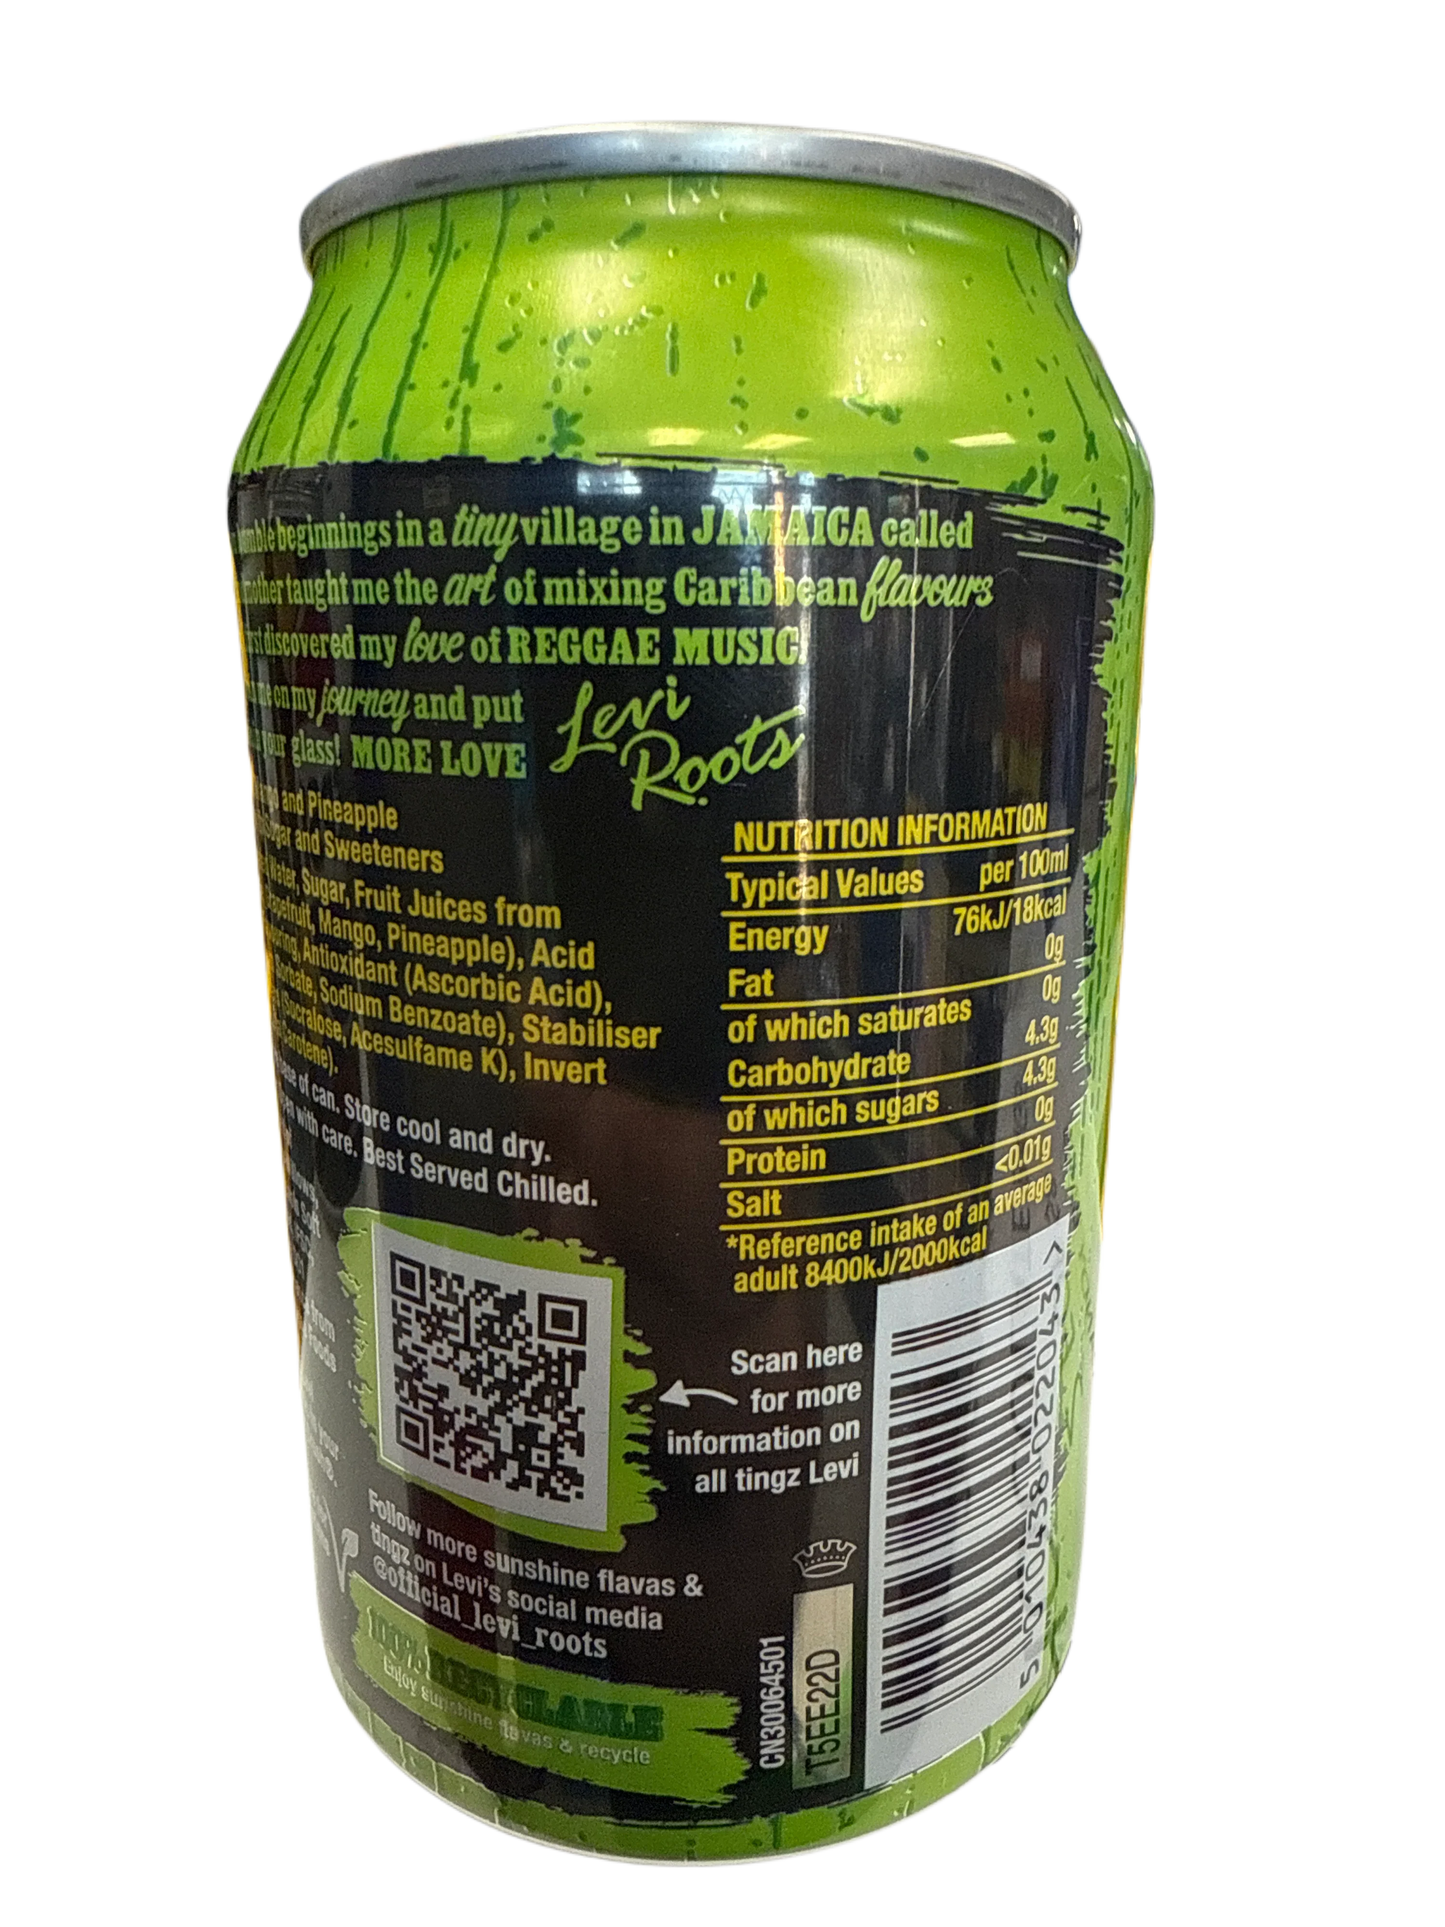 beginnings in a tiny village in JAMAICA called
mother taught me the art of mixing Caribbean flavours
discovered my love of REGGAE MUSIC
me on my journey and put
your glass! MORE LOVE
Levi
Roots
and Pineapple
Sugar and Sweeteners
Water, Sugar, Fruit Juices from
Grapefruit, Mango, Pineapple), Acid
Antioxidant (Ascorbic Acid),
Sorbate, Sodium Benzoate), Stabiliser
(Sucralose, Acesulfame K), Invert
Carotene).
base of can. Store cool and dry.
with care. Best Served Chilled.
NUTRITION INFORMATION
Typical Values per 100ml
Energy 76kJ/18kcal
Fat 0g
of which saturates 0g
Carbohydrate 4.3g
of which sugars 4.3g
Protein 0g
Salt <0.01g
*Reference intake of an average
adult 8400kJ/2000kcal
Scan here
for more
information on
all tingz Levi
Follow more sunshine flavas &
tingz on Levi's social media
@official_levi_roots
100% RECYCLABLE
Enjoy sunshine flavas & recycle
CN30064501
T5EE22D
5 010438 022043 >